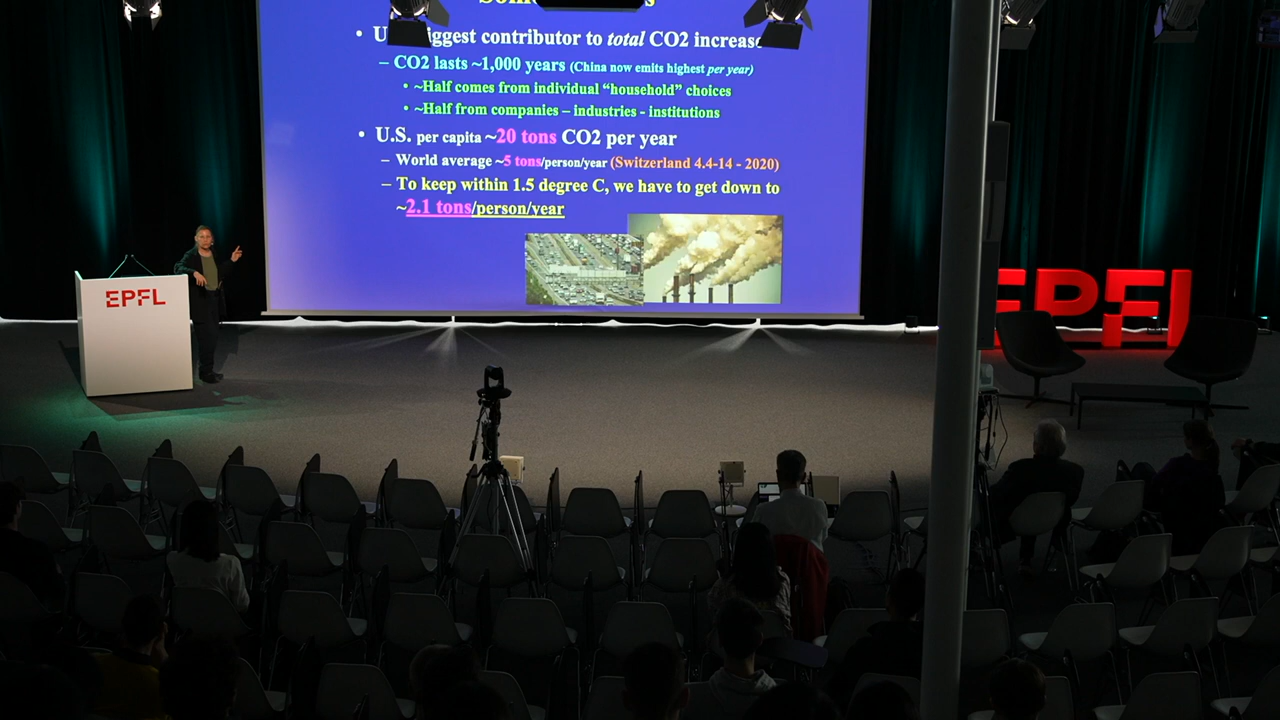 • U biggest contributor to total CO2 increase
– CO2 lasts ~1,000 years (China now emits highest per year)
• ~Half comes from individual “household” choices
• ~Half from companies – industries - institutions
• U.S. per capita ~20 tons CO2 per year
– World average ~5 tons/person/year (Switzerland 4.4-14 - 2020)
– To keep within 1.5 degree C, we have to get down to
~2.1 tons/person/year
EPFL
EPFL